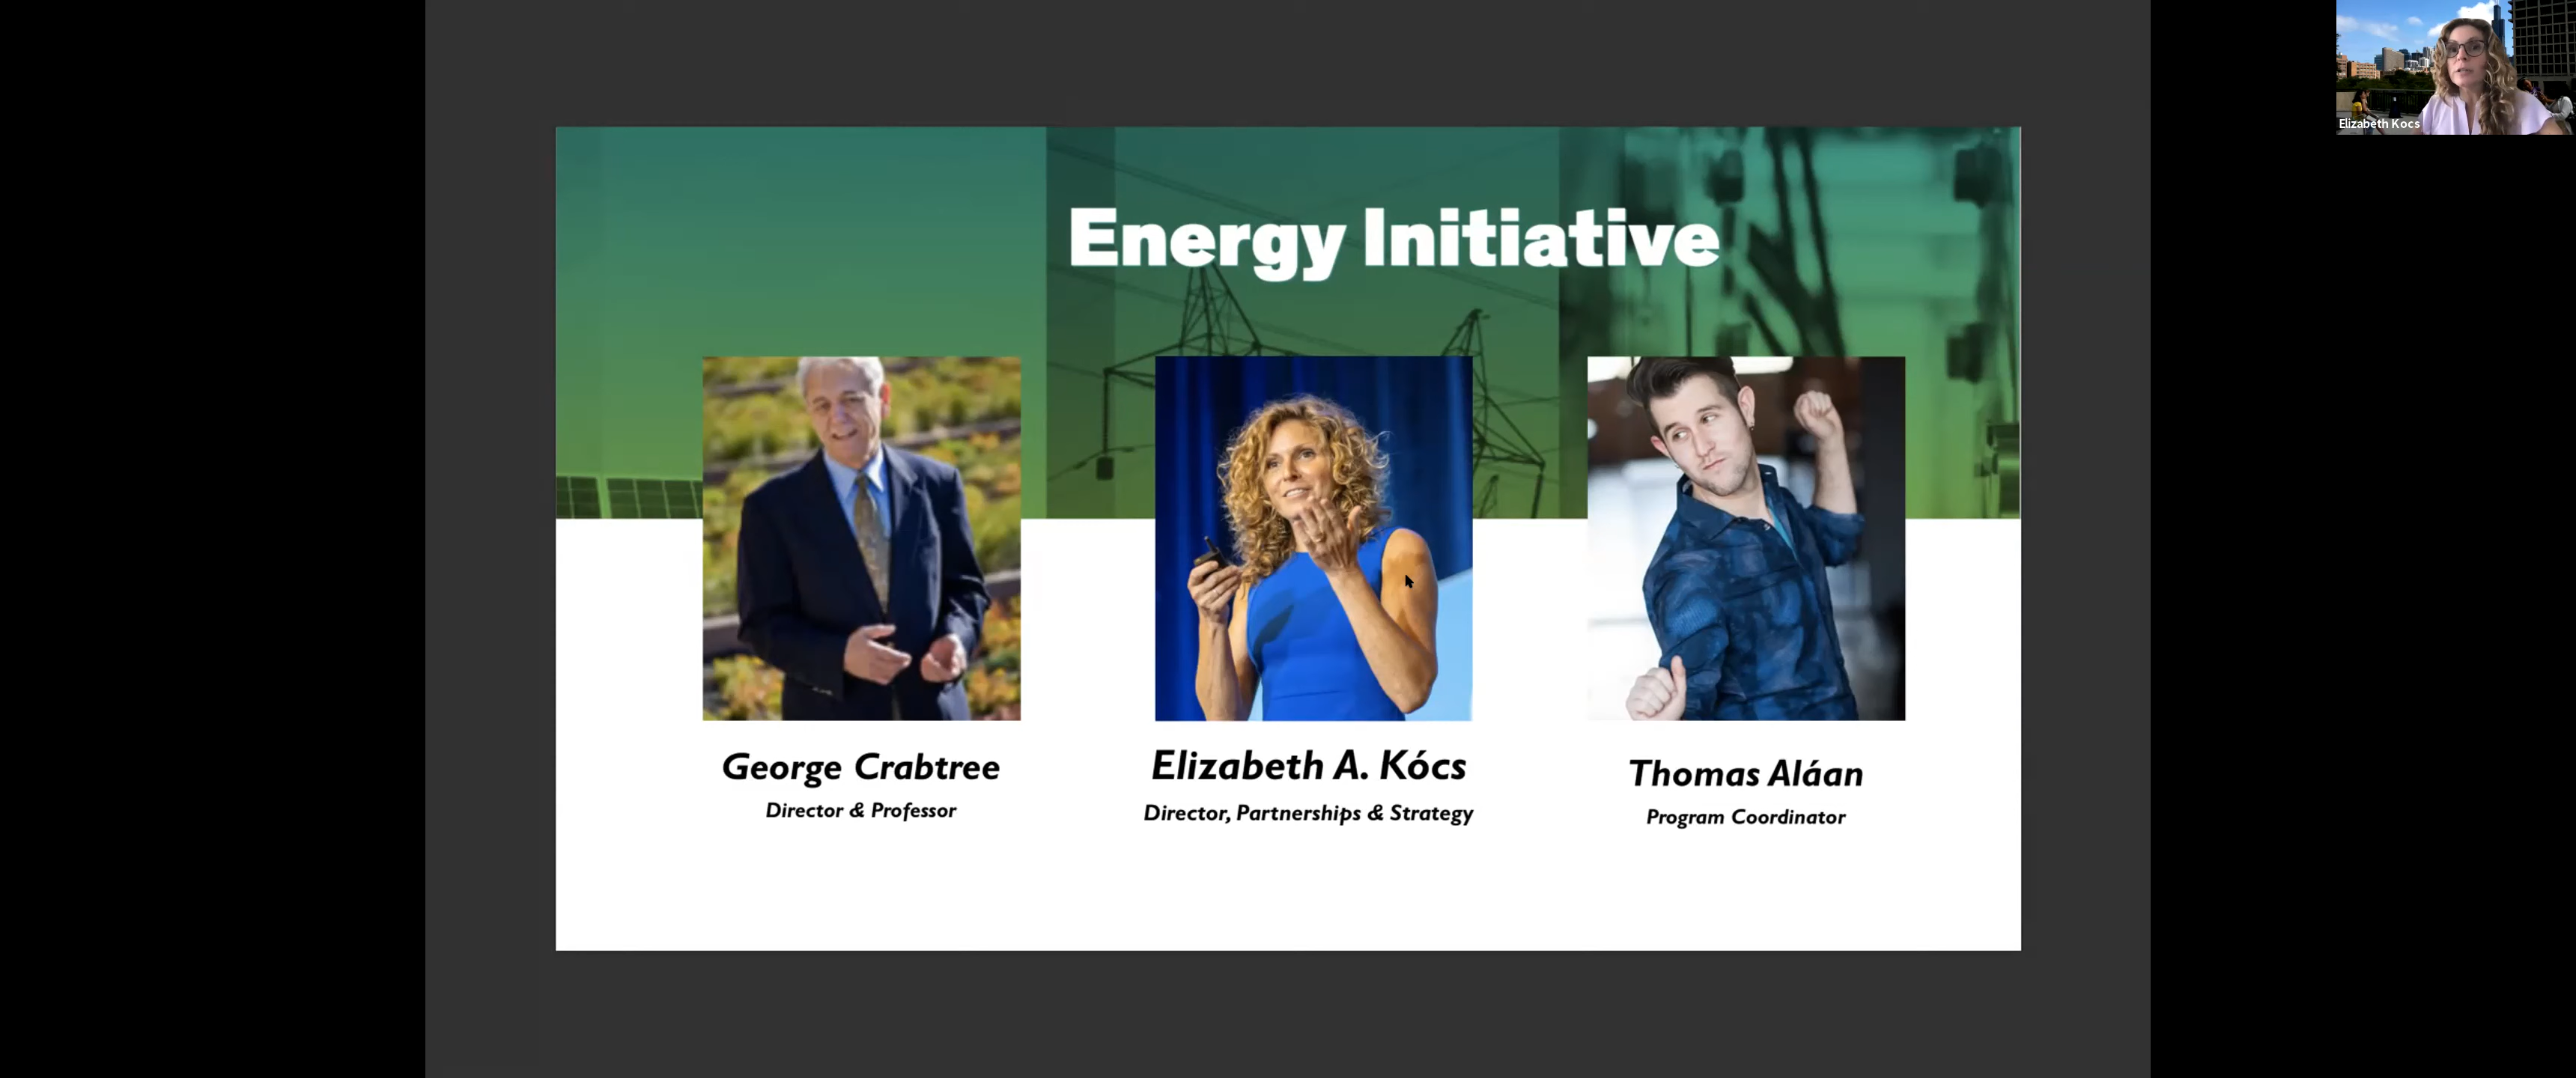 Energy Initiative
George Crabtree
Director & Professor
Elizabeth A. Kócs
Director, Partnerships & Strategy
Thomas Aláan
Program Coordinator
Elizabeth Kocs